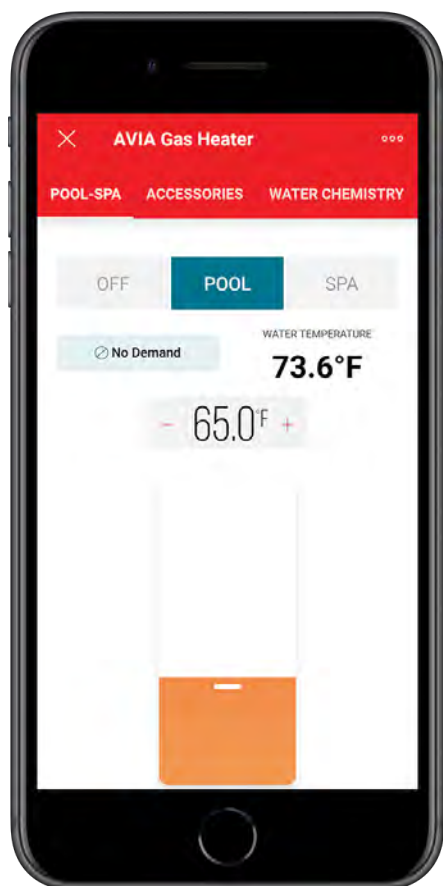 AVIA Gas Heater
POOL-SPA ACCESSORIES WATER CHEMISTRY
OFF POOL SPA
No Demand
WATER TEMPERATURE
73.6°F
- 65.0°F +